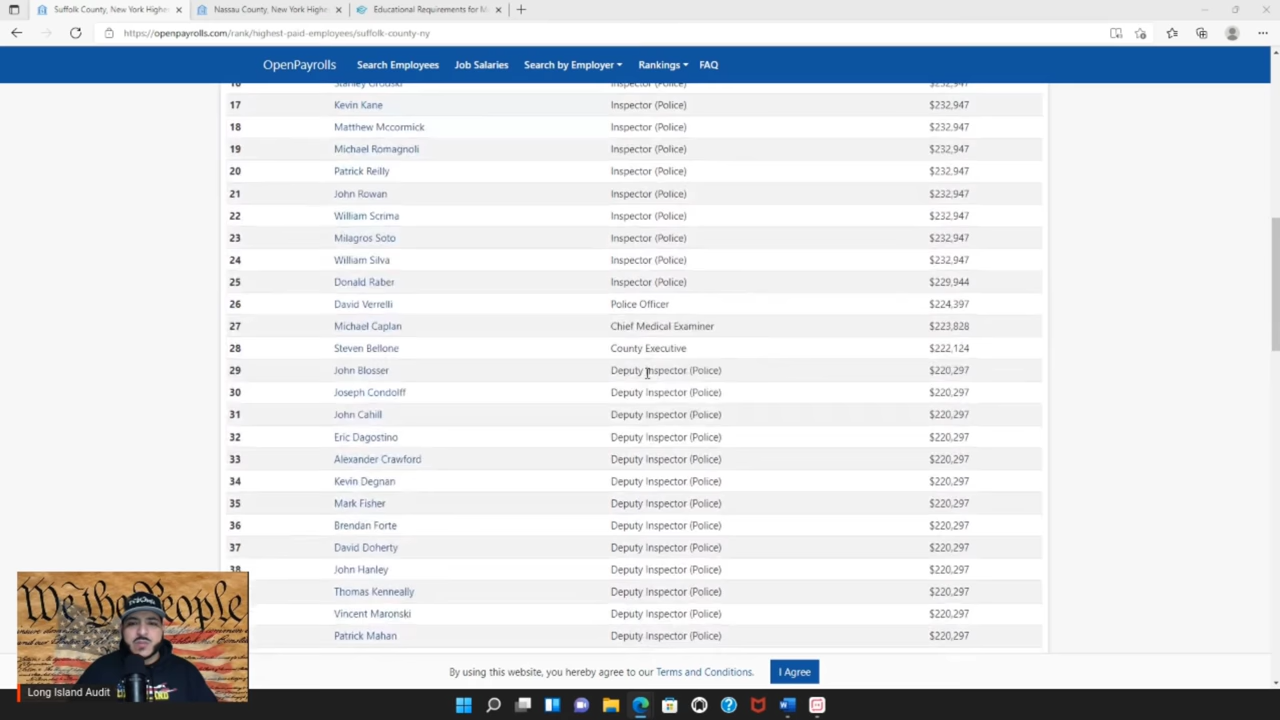 Suffolk County, New York Highe
Nassau County, New York Highe
Educational Requirements for M
https://openpayrolls.com/rank/highest-paid-employees/suffolk-county-ny
OpenPayrolls Search Employees Job Salaries Search by Employer Rankings FAQ
16 Inspector (Police) $232,947
17 Kevin Kane Inspector (Police) $232,947
18 Matthew Mccormick Inspector (Police) $232,947
19 Michael Romagnoli Inspector (Police) $232,947
20 Patrick Reilly Inspector (Police) $232,947
21 John Rowan Inspector (Police) $232,947
22 William Scrima Inspector (Police) $232,947
23 Milagros Soto Inspector (Police) $232,947
24 William Silva Inspector (Police) $232,947
25 Donald Raber Inspector (Police) $229,944
26 David Verrelli Police Officer $224,397
27 Michael Caplan Chief Medical Examiner $223,828
28 Steven Bellone County Executive $222,124
29 John Blosser Deputy Inspector (Police) $220,297
30 Joseph Condolff Deputy Inspector (Police) $220,297
31 John Cahill Deputy Inspector (Police) $220,297
32 Eric Dagostino Deputy Inspector (Police) $220,297
33 Alexander Crawford Deputy Inspector (Police) $220,297
34 Kevin Degnan Deputy Inspector (Police) $220,297
35 Mark Fisher Deputy Inspector (Police) $220,297
36 Brendan Forte Deputy Inspector (Police) $220,297
37 David Doherty Deputy Inspector (Police) $220,297
38 John Hanley Deputy Inspector (Police) $220,297
Thomas Kenneally Deputy Inspector (Police) $220,297
Vincent Maronski Deputy Inspector (Police) $220,297
Patrick Mahan Deputy Inspector (Police) $220,297
We the People
Long Island Audit
By using this website, you hereby agree to our Terms and Conditions. I Agree